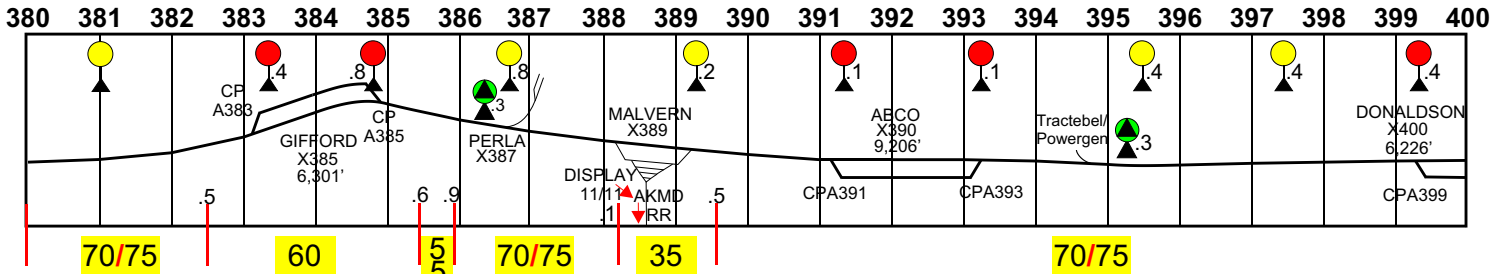 380 381 382 383 384 385 386 387 388 389 390 391 392 393 394 395 396 397 398 399 400
.4 .8 .8 .2 .1 .1 .4 .4 .4
CP
A383
CP
A385
GIFFORD
X385
6,301’
.3
PERLA
X387
MALVERN
X389
DISPLAY
11/11
AKMD
RR
ABCO
X390
9,206’
CPA391
CPA393
Tractebel/
Powergen
.3
DONALDSON
X400
6,226’
CPA399
.5 .6 .9 .1 .5
70/75 60 5 70/75 35 70/75
5